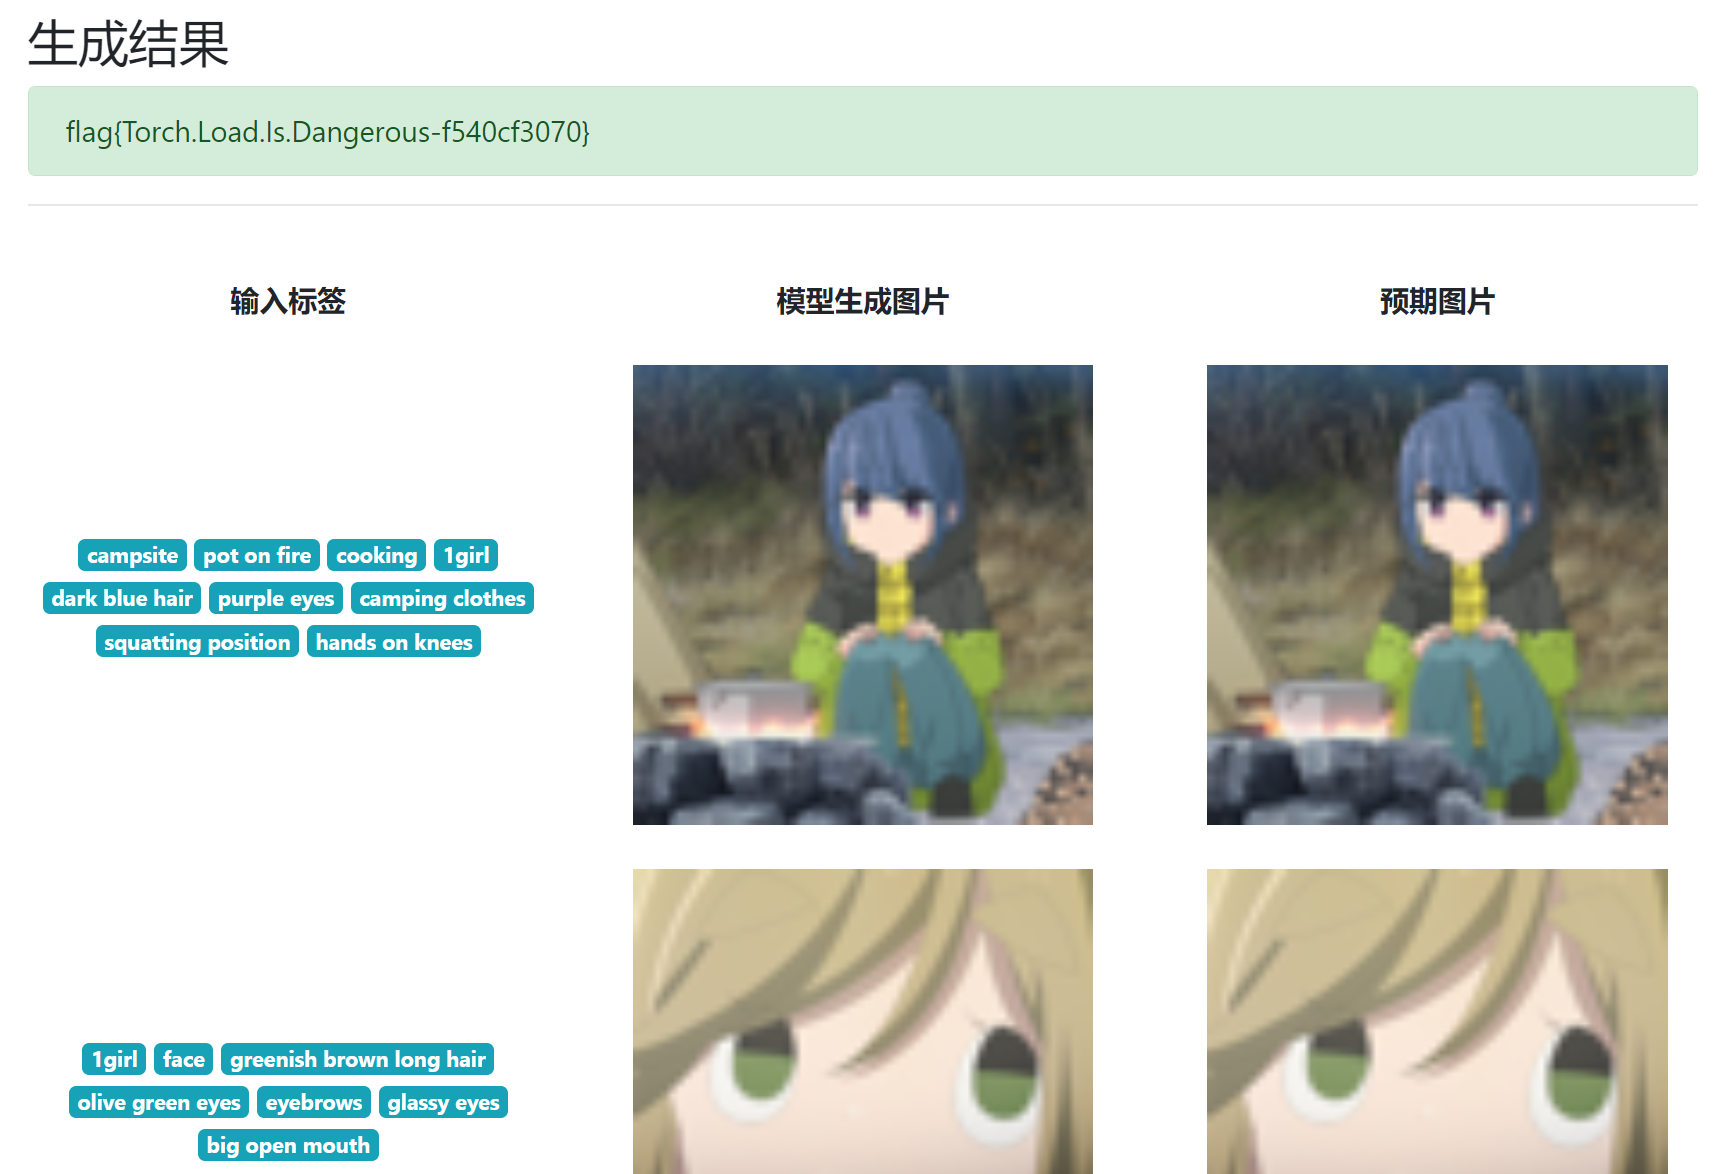 生成结果
flag{Torch.Load.Is.Dangerous-f540cf3070}
输入标签 模型生成图片 预期图片
campsite pot on fire cooking 1girl
dark blue hair purple eyes camping clothes
squatting position hands on knees
1girl face greenish brown long hair
olive green eyes eyebrows glassy eyes
big open mouth